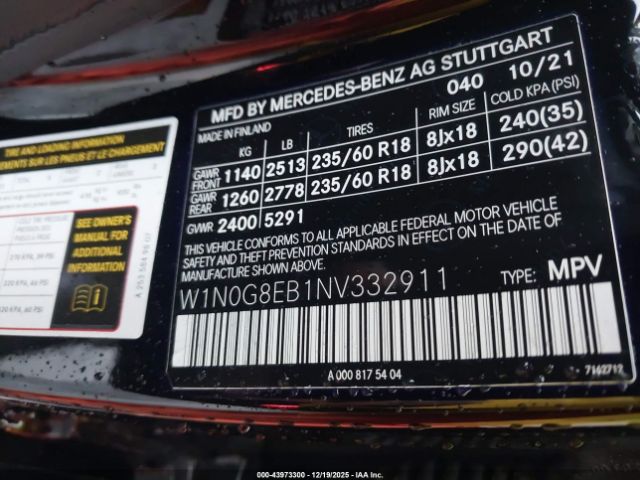 MFD BY MERCEDES-BENZ AG STUTTGART
MADE IN FINLAND 040 10/21
KG LB TIRES RIM SIZE COLD KPA (PSI)
GAWR FRONT 1140 2513 235/60 R18 8Jx18 240(35)
GAWR REAR 1260 2778 235/60 R18 8Jx18 290(42)
GVWR 2400 5291
THIS VEHICLE CONFORMS TO ALL APPLICABLE FEDERAL MOTOR VEHICLE
SAFETY AND THEFT PREVENTION STANDARDS IN EFFECT ON THE DATE OF
MANUFACTURE SHOWN ABOVE.
W1N0G8EB1NV332911 TYPE: MPV
A 000 817 54 04
7142717
TIRE AND LOADING INFORMATION
SEE OWNER'S
MANUAL FOR
ADDITIONAL
INFORMATION
000-43973300 - 12/19/2025 - IAA Inc.